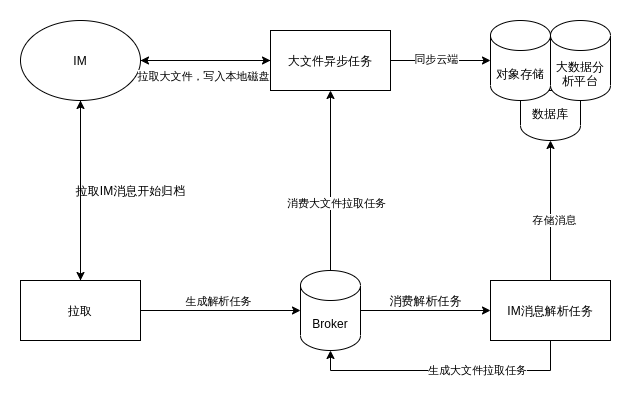 IM
大文件异步任务
同步云端
对象存储
大数据分
析平台
数据库
拉取大文件，写入本地磁盘
拉取IM消息开始归档
消费大文件拉取任务
存储消息
拉取
生成解析任务
Broker
消费解析任务
IM消息解析任务
生成大文件拉取任务